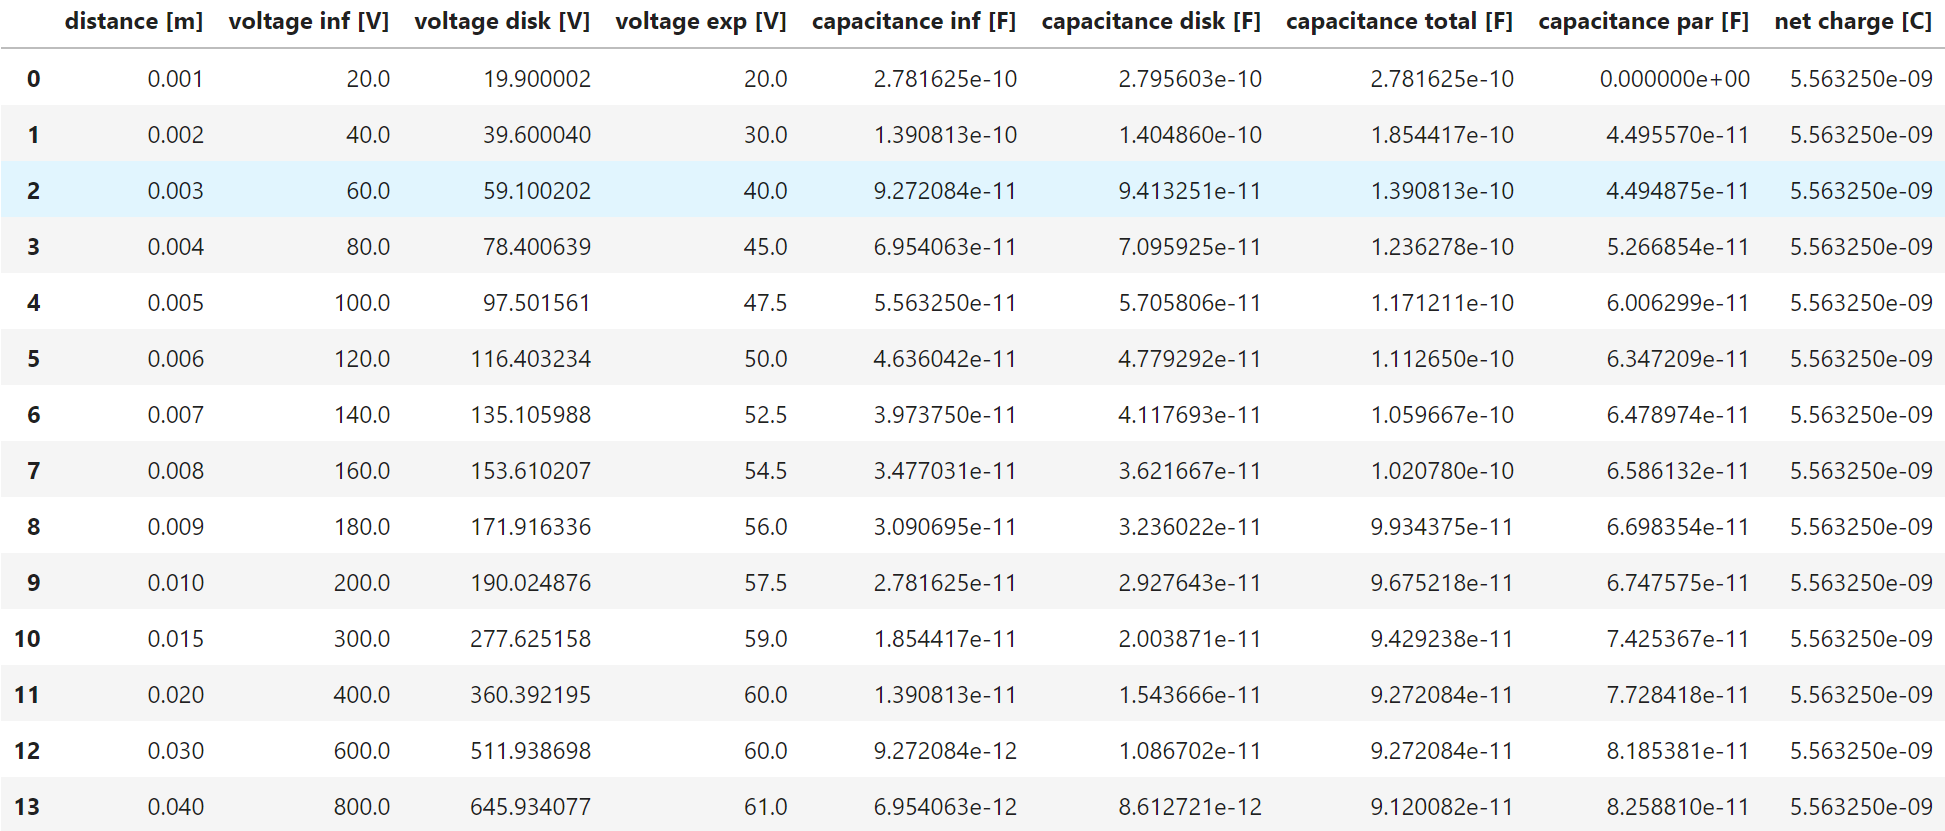 distance [m] voltage inf [V] voltage disk [V] voltage exp [V] capacitance inf [F] capacitance disk [F] capacitance total [F] capacitance par [F] net charge [C]
0 0.001 20.0 19.900002 20.0 2.781625e-10 2.795603e-10 2.781625e-10 0.000000e+00 5.563250e-09
1 0.002 40.0 39.600040 30.0 1.390813e-10 1.404860e-10 1.854417e-10 4.495570e-11 5.563250e-09
2 0.003 60.0 59.100202 40.0 9.272084e-11 9.413251e-11 1.390813e-10 4.494875e-11 5.563250e-09
3 0.004 80.0 78.400639 45.0 6.954063e-11 7.095925e-11 1.236278e-10 5.266854e-11 5.563250e-09
4 0.005 100.0 97.501561 47.5 5.563250e-11 5.705806e-11 1.171211e-10 6.006299e-11 5.563250e-09
5 0.006 120.0 116.403234 50.0 4.636042e-11 4.779292e-11 1.112650e-10 6.347209e-11 5.563250e-09
6 0.007 140.0 135.105988 52.5 3.973750e-11 4.117693e-11 1.059667e-10 6.478974e-11 5.563250e-09
7 0.008 160.0 153.610207 54.5 3.477031e-11 3.621667e-11 1.020780e-10 6.586132e-11 5.563250e-09
8 0.009 180.0 171.916336 56.0 3.090695e-11 3.236022e-11 9.934375e-11 6.698354e-11 5.563250e-09
9 0.010 200.0 190.024876 57.5 2.781625e-11 2.927643e-11 9.675218e-11 6.747575e-11 5.563250e-09
10 0.015 300.0 277.625158 59.0 1.854417e-11 2.003871e-11 9.429238e-11 7.425367e-11 5.563250e-09
11 0.020 400.0 360.392195 60.0 1.390813e-11 1.543666e-11 9.272084e-11 7.728418e-11 5.563250e-09
12 0.030 600.0 511.938698 60.0 9.272084e-12 1.086702e-11 9.272084e-11 8.185381e-11 5.563250e-09
13 0.040 800.0 645.934077 61.0 6.954063e-12 8.612721e-12 9.120082e-11 8.258810e-11 5.563250e-09